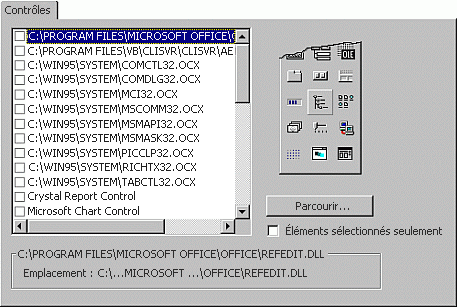 Contrôles
C:\PROGRAM FILES\MICROSOFT OFFICE\
C:\PROGRAM FILES\VB\CLISVR\CLISVR\AE
C:\WIN95\SYSTEM\COMCTL32.OCX
C:\WIN95\SYSTEM\COMDLG32.OCX
C:\WIN95\SYSTEM\MCI32.OCX
C:\WIN95\SYSTEM\MSCOMM32.OCX
C:\WIN95\SYSTEM\MSMAPI32.OCX
C:\WIN95\SYSTEM\MSMASK32.OCX
C:\WIN95\SYSTEM\PICCLP32.OCX
C:\WIN95\SYSTEM\RICHTX32.OCX
C:\WIN95\SYSTEM\TABCTL32.OCX
Crystal Report Control
Microsoft Chart Control
OLE
Parcourir...
Éléments sélectionnés seulement
C:\PROGRAM FILES\MICROSOFT OFFICE\OFFICE\REFEDIT.DLL
Emplacement : C:\...MICROSOFT ...\OFFICE\REFEDIT.DLL